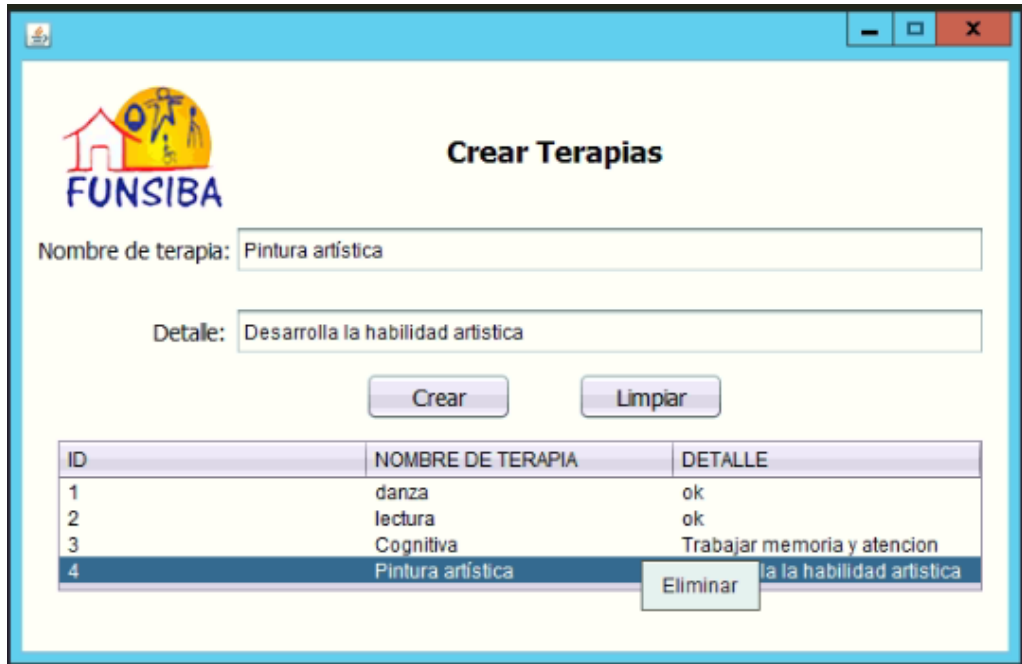 FUNSIBA
Crear Terapias
Nombre de terapia: Pintura artística
Detalle: Desarrolla la habilidad artistica
Crear Limpiar
ID NOMBRE DE TERAPIA DETALLE
1 danza ok
2 lectura ok
3 Cognitiva Trabajar memoria y atencion
4 Pintura artística la habilidad artistica
Eliminar